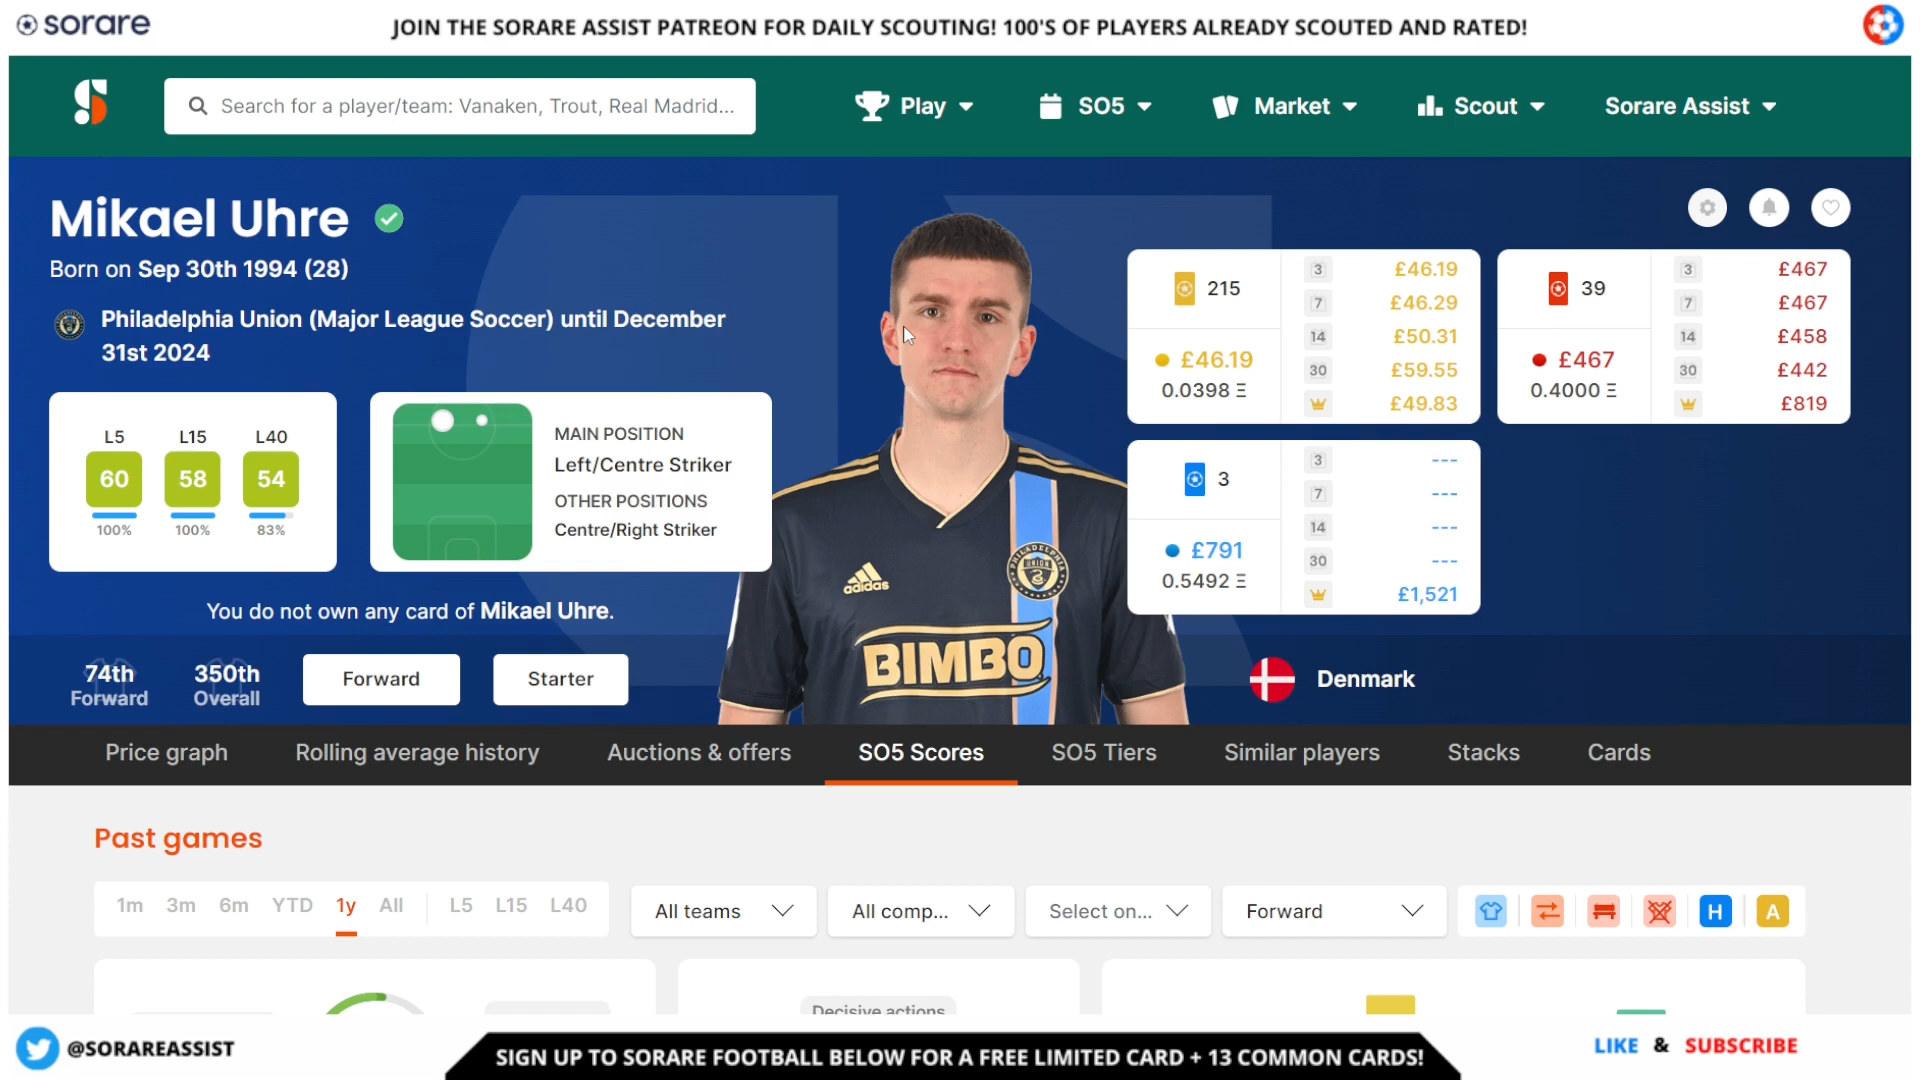 sorare
JOIN THE SORARE ASSIST PATREON FOR DAILY SCOUTING! 100'S OF PLAYERS ALREADY SCOUTED AND RATED!
Search for a player/team: Vanaken, Trout, Real Madrid...
Play
SO5
Market
Scout
Sorare Assist
Mikael Uhre
Born on Sep 30th 1994 (28)
Philadelphia Union (Major League Soccer) until December
31st 2024
L5 L15 L40
60 58 54
100% 100% 83%
MAIN POSITION
Left/Centre Striker
OTHER POSITIONS
Centre/Right Striker
You do not own any card of Mikael Uhre.
74th
Forward
350th
Overall
Forward
Starter
215
£46.19
0.0398 Ξ
3 £46.19
7 £46.29
14 £50.31
30 £59.55
£49.83
39
£467
0.4000 Ξ
3 £467
7 £467
14 £458
30 £442
£819
3
£791
0.5492 Ξ
3 ---
7 ---
14 ---
30 ---
£1,521
PHILADELPHIA
UNION
adidas
BIMBO
Denmark
Price graph
Rolling average history
Auctions & offers
SO5 Scores
SO5 Tiers
Similar players
Stacks
Cards
Past games
1m 3m 6m YTD 1y All L5 L15 L40
All teams
All comp...
Select on...
Forward
H
A
Decisive actions
@SORAREASSIST
SIGN UP TO SORARE FOOTBALL BELOW FOR A FREE LIMITED CARD + 13 COMMON CARDS!
LIKE & SUBSCRIBE